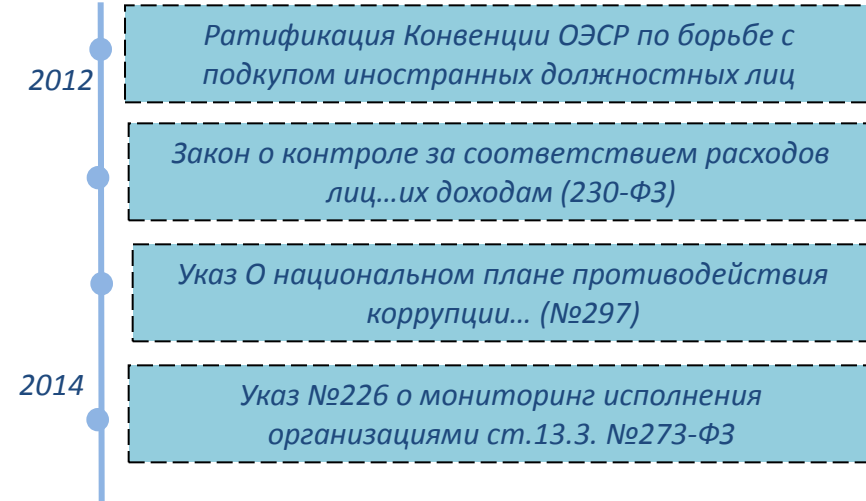 Ратификация Конвенции ОЭСР по борьбе с
подкупом иностранных должностных лиц
2012
Закон о контроле за соответствием расходов
лиц...их доходам (230-ФЗ)
Указ О национальном плане противодействия
коррупции... (№297)
2014
Указ №226 о мониторинг исполнения
организациями ст.13.3. №273-ФЗ